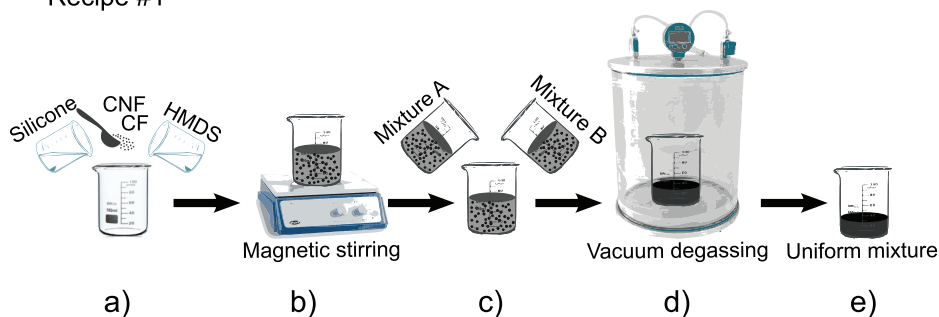 Recipe #1
Silicone
CNF
CF
HMDS
Mixture A
Mixture B
Magnetic stirring
Vacuum degassing
Uniform mixture
a)
b)
c)
d)
e)